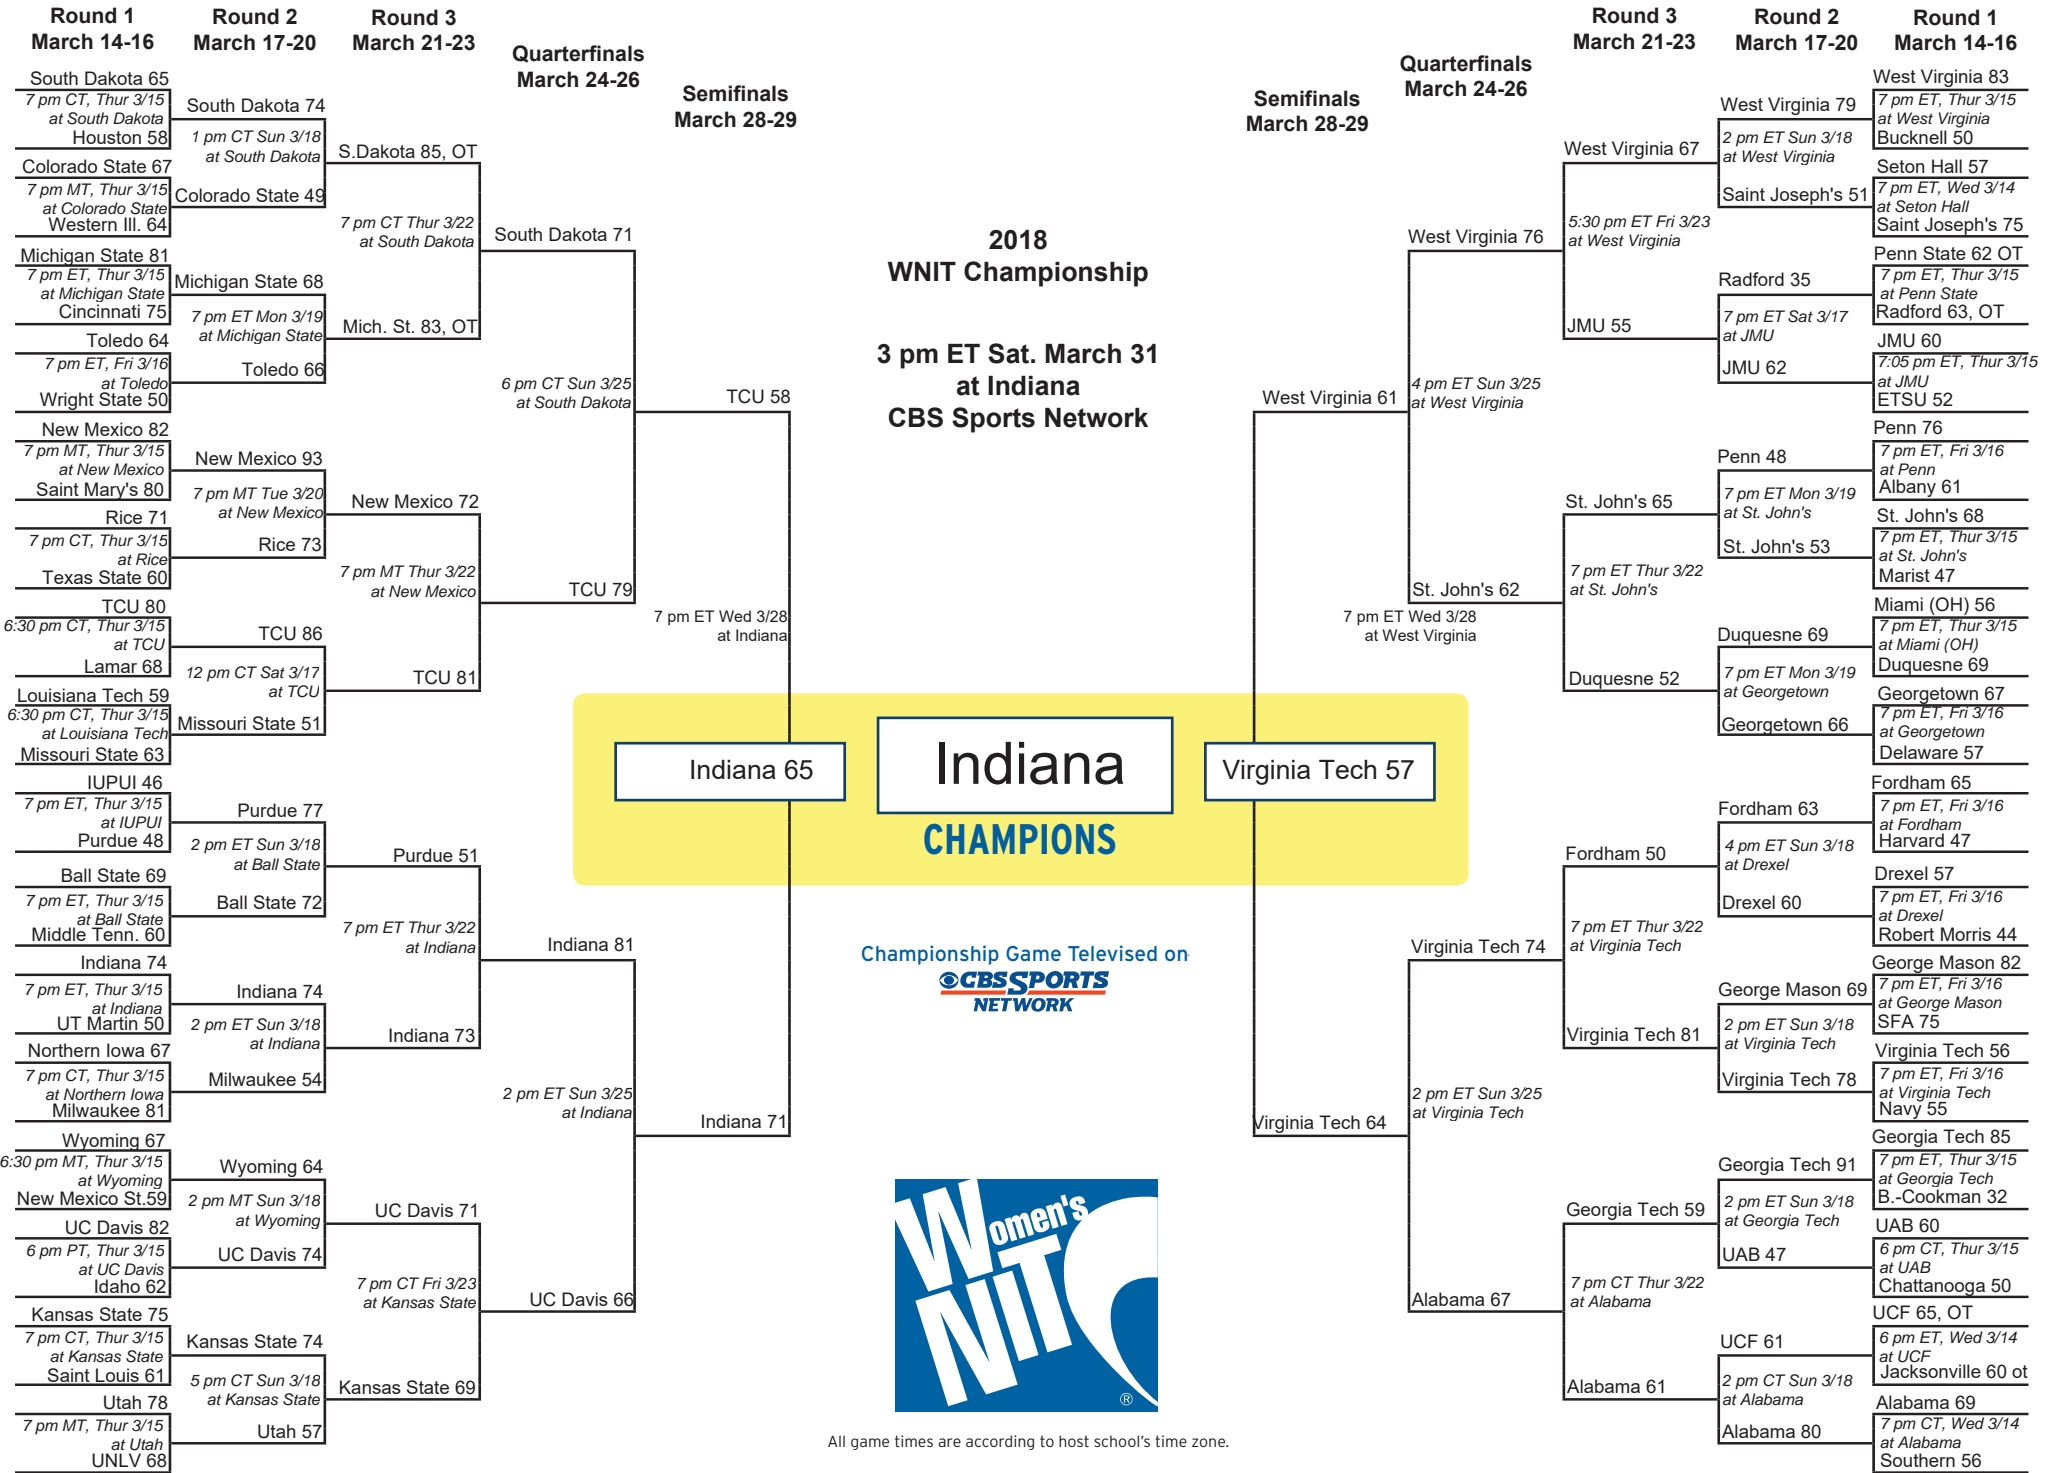 Round 1
March 14-16
Round 2
March 17-20
Round 3
March 21-23
Quarterfinals
March 24-26
Semifinals
March 28-29
Semifinals
March 28-29
Quarterfinals
March 24-26
Round 3
March 21-23
Round 2
March 17-20
Round 1
March 14-16
South Dakota 65
7 pm CT, Thur 3/15
at South Dakota
Houston 58
Colorado State 67
7 pm MT, Thur 3/15
at Colorado State
Western Ill. 64
Michigan State 81
7 pm ET, Thur 3/15
at Michigan State
Cincinnati 75
Toledo 64
7 pm ET, Fri 3/16
at Toledo
Wright State 50
New Mexico 82
7 pm MT, Thur 3/15
at New Mexico
Saint Mary's 80
Rice 71
7 pm CT, Thur 3/15
at Rice
Texas State 60
TCU 80
6:30 pm CT, Thur 3/15
at TCU
Lamar 68
Louisiana Tech 59
6:30 pm CT, Thur 3/15
at Louisiana Tech
Missouri State 63
IUPUI 46
7 pm ET, Thur 3/15
at IUPUI
Purdue 48
Ball State 69
7 pm ET, Thur 3/15
at Ball State
Middle Tenn. 60
Indiana 74
7 pm ET, Thur 3/15
at Indiana
UT Martin 50
Northern Iowa 67
7 pm CT, Thur 3/15
at Northern Iowa
Milwaukee 81
Wyoming 67
6:30 pm MT, Thur 3/15
at Wyoming
New Mexico St.59
UC Davis 82
6 pm PT, Thur 3/15
at UC Davis
Idaho 62
Kansas State 75
7 pm CT, Thur 3/15
at Kansas State
Saint Louis 61
Utah 78
7 pm MT, Thur 3/15
at Utah
UNLV 68
South Dakota 74
1 pm CT Sun 3/18
at South Dakota
Colorado State 49
Michigan State 68
7 pm ET Mon 3/19
at Michigan State
Toledo 66
New Mexico 93
7 pm MT Tue 3/20
at New Mexico
Rice 73
TCU 86
12 pm CT Sat 3/17
at TCU
Missouri State 51
Purdue 77
2 pm ET Sun 3/18
at Ball State
Ball State 72
Indiana 74
2 pm ET Sun 3/18
at Indiana
Milwaukee 54
Wyoming 64
2 pm MT Sun 3/18
at Wyoming
UC Davis 74
Kansas State 74
5 pm CT Sun 3/18
at Kansas State
Utah 57
S.Dakota 85, OT
7 pm CT Thur 3/22
at South Dakota
Mich. St. 83, OT
New Mexico 72
7 pm MT Thur 3/22
at New Mexico
TCU 81
Purdue 51
7 pm ET Thur 3/22
at Indiana
Indiana 73
UC Davis 71
7 pm CT Fri 3/23
at Kansas State
Kansas State 69
South Dakota 71
6 pm CT Sun 3/25
at South Dakota
TCU 79
Indiana 81
2 pm ET Sun 3/25
at Indiana
UC Davis 66
TCU 58
7 pm ET Wed 3/28
at Indiana
Indiana 71
2018
WNIT Championship
3 pm ET Sat. March 31
at Indiana
CBS Sports Network
Indiana 65
Indiana
Virginia Tech 57
CHAMPIONS
Championship Game Televised on
CBS SPORTS
NETWORK
Women's
NIT
®
All game times are according to host school's time zone.
West Virginia 61
7 pm ET Wed 3/28
at West Virginia
Virginia Tech 64
West Virginia 76
4 pm ET Sun 3/25
at West Virginia
St. John's 62
Virginia Tech 74
2 pm ET Sun 3/25
at Virginia Tech
Alabama 67
West Virginia 67
5:30 pm ET Fri 3/23
at West Virginia
JMU 55
St. John's 65
7 pm ET Thur 3/22
at St. John's
Duquesne 52
Fordham 50
7 pm ET Thur 3/22
at Virginia Tech
Virginia Tech 81
Georgia Tech 59
7 pm CT Thur 3/22
at Alabama
Alabama 61
West Virginia 79
2 pm ET Sun 3/18
at West Virginia
Saint Joseph's 51
Radford 35
7 pm ET Sat 3/17
at JMU
JMU 62
Penn 48
7 pm ET Mon 3/19
at St. John's
St. John's 53
Duquesne 69
7 pm ET Mon 3/19
at Georgetown
Georgetown 66
Fordham 63
4 pm ET Sun 3/18
at Drexel
Drexel 60
George Mason 69
2 pm ET Sun 3/18
at Virginia Tech
Virginia Tech 78
Georgia Tech 91
2 pm ET Sun 3/18
at Georgia Tech
UAB 47
UCF 61
2 pm CT Sun 3/18
at Alabama
Alabama 80
West Virginia 83
7 pm ET, Thur 3/15
at West Virginia
Bucknell 50
Seton Hall 57
7 pm ET, Wed 3/14
at Seton Hall
Saint Joseph's 75
Penn State 62 OT
7 pm ET, Thur 3/15
at Penn State
Radford 63, OT
JMU 60
7:05 pm ET, Thur 3/15
at JMU
ETSU 52
Penn 76
7 pm ET, Fri 3/16
at Penn
Albany 61
St. John's 68
7 pm ET, Thur 3/15
at St. John's
Marist 47
Miami (OH) 56
7 pm ET, Thur 3/15
at Miami (OH)
Duquesne 69
Georgetown 67
7 pm ET, Fri 3/16
at Georgetown
Delaware 57
Fordham 65
7 pm ET, Fri 3/16
at Fordham
Harvard 47
Drexel 57
7 pm ET, Fri 3/16
at Drexel
Robert Morris 44
George Mason 82
7 pm ET, Fri 3/16
at George Mason
SFA 75
Virginia Tech 56
7 pm ET, Fri 3/16
at Virginia Tech
Navy 55
Georgia Tech 85
7 pm ET, Thur 3/15
at Georgia Tech
B.-Cookman 32
UAB 60
6 pm CT, Thur 3/15
at UAB
Chattanooga 50
UCF 65, OT
6 pm ET, Wed 3/14
at UCF
Jacksonville 60 ot
Alabama 69
7 pm CT, Wed 3/14
at Alabama
Southern 56